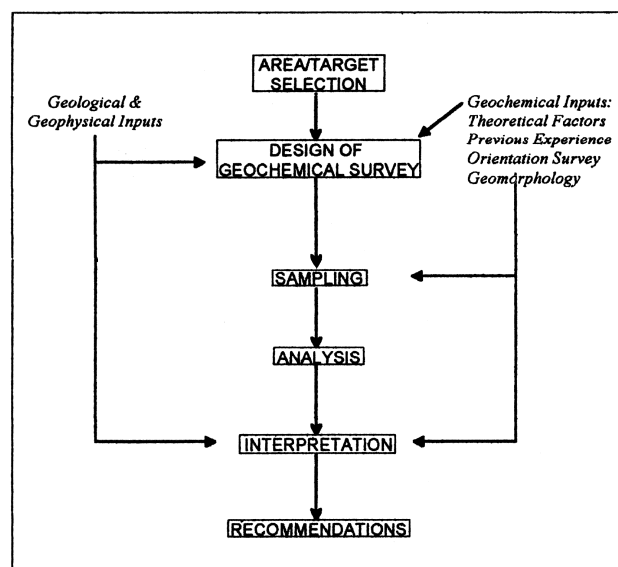 AREA/TARGET
SELECTION
Geological &
Geophysical Inputs
Geochemical Inputs:
Theoretical Factors
Previous Experience
Orientation Survey
Geomorphology
DESIGN OF
GEOCHEMICAL SURVEY
SAMPLING
ANALYSIS
INTERPRETATION
RECOMMENDATIONS